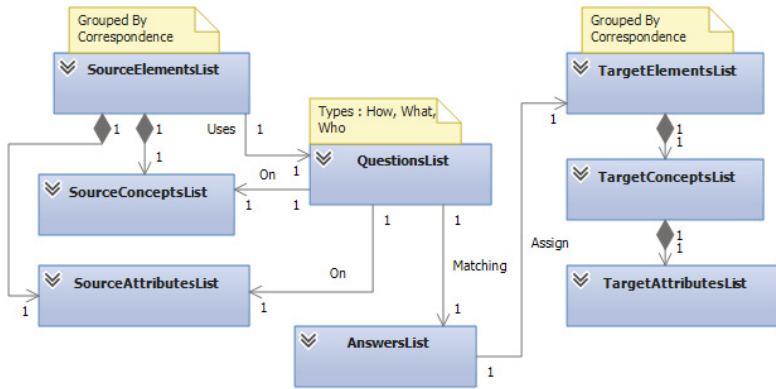 Grouped By
Correspondence
Grouped By
Correspondence
SourceElementsList
TargetElementsList
1
1
Uses
1
Types : How, What,
Who
1
1
1
1
1
QuestionsList
TargetConceptsList
SourceConceptsList
On
1
1
1
1
1
1
1
Matching
Assign
On
SourceAttributesList
TargetAttributesList
1
1
1
AnswersList
1